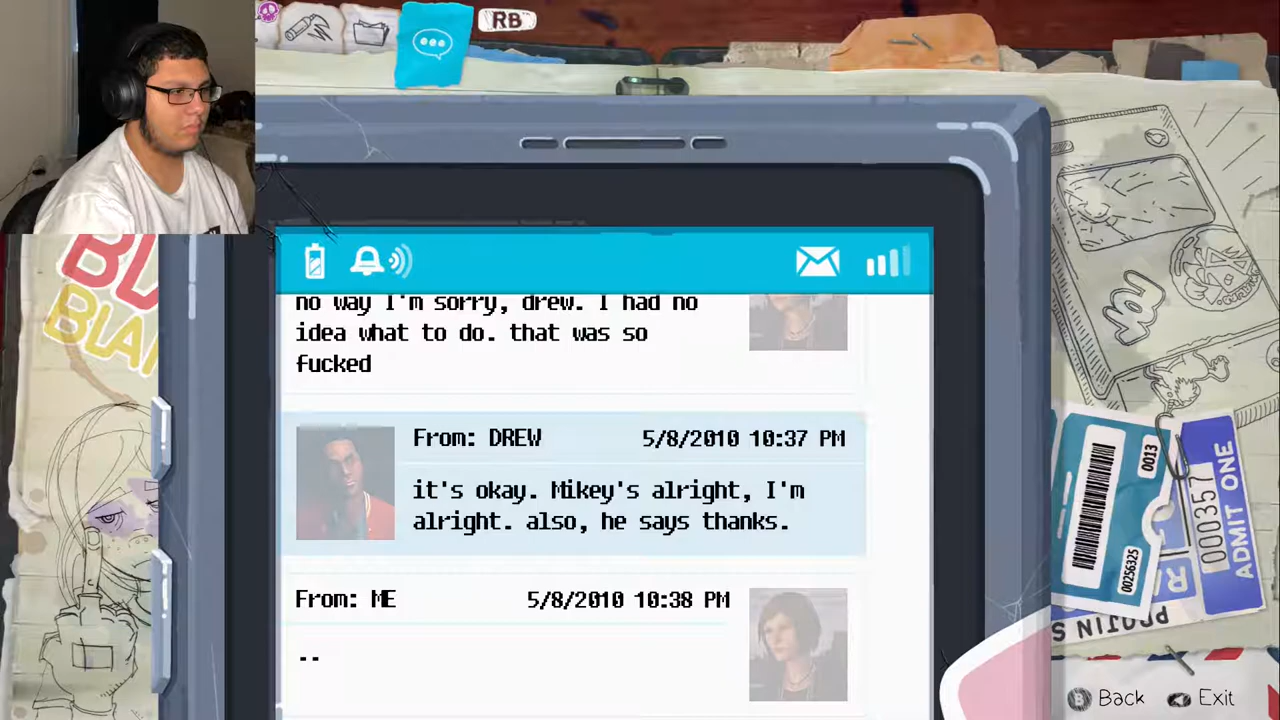 RB
no way I'm sorry, drew. I had no
idea what to do. that was so
fucked
From: DREW 5/8/2010 10:37 PM
it's okay. Mikey's alright, I'm
alright. also, he says thanks.
From: ME 5/8/2010 10:38 PM
..
0013
00256325
000357
ADMIT ONE
B Back
Exit